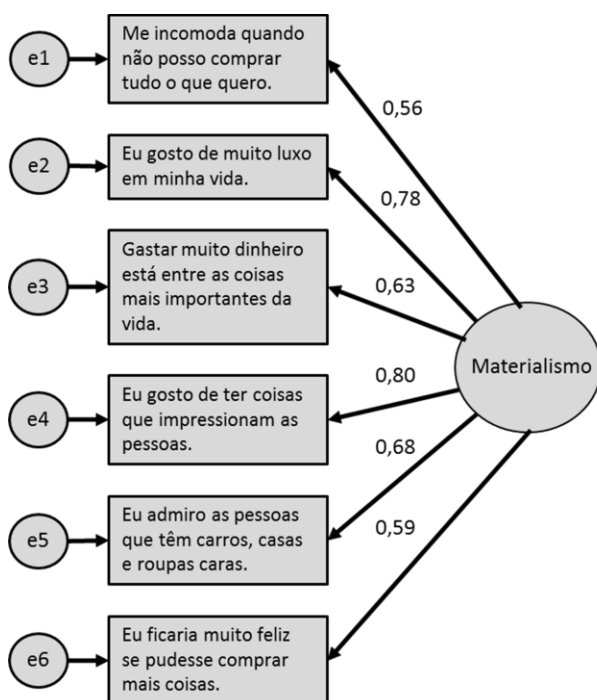 e1
Me incomoda quando
não posso comprar
tudo o que quero.
0,56
e2
Eu gosto de muito luxo
em minha vida.
0,78
e3
Gastar muito dinheiro
está entre as coisas
mais importantes da
vida.
0,63
Materialismo
e4
Eu gosto de ter coisas
que impressionam as
pessoas.
0,80
e5
Eu admiro as pessoas
que têm carros, casas
e roupas caras.
0,68
e6
Eu ficaria muito feliz
se pudesse comprar
mais coisas.
0,59